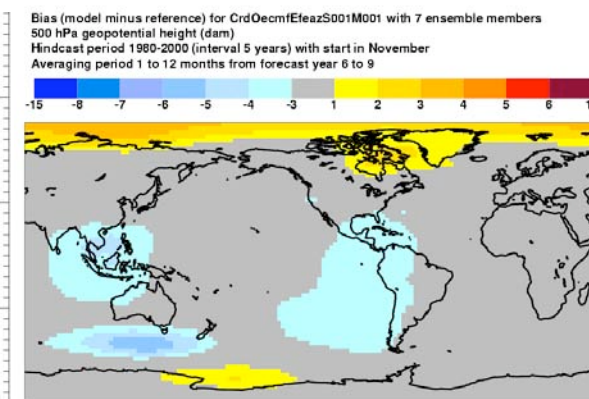 Bias (model minus reference) for CrdOecmfEfeazS001M001 with 7 ensemble members
500 hPa geopotential height (dam)
Hindcast period 1980-2000 (interval 5 years) with start in November
Averaging period 1 to 12 months from forecast year 6 to 9
-15 -8 -7 -6 -5 -4 -3 1 2 3 4 5 6 1